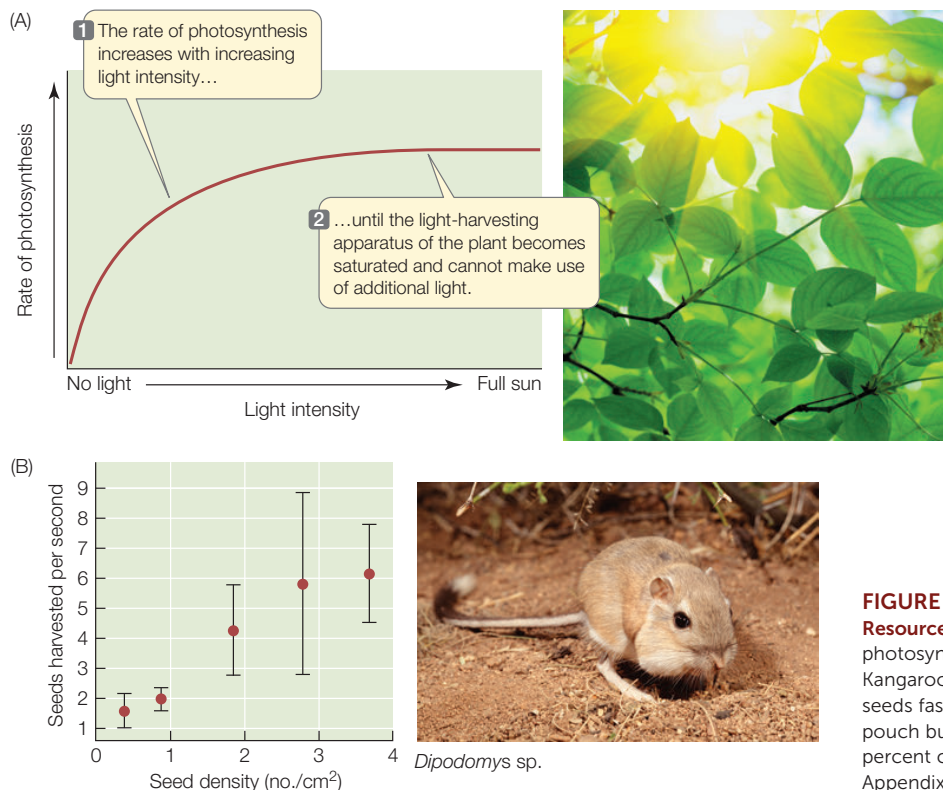 (A)
1 The rate of photosynthesis
increases with increasing
light intensity…
Rate of photosynthesis
2 …until the light-harvesting
apparatus of the plant becomes
saturated and cannot make use
of additional light.
No light
Full sun
Light intensity
(B)
Seeds harvested per second
9
8
7
6
5
4
3
2
1
0 1 2 3 4
Seed density (no./cm²)
Dipodomys sp.
FIGURE
Resource
photosyn
Kangaroo
seeds fas
pouch bu
percent o
Appendix